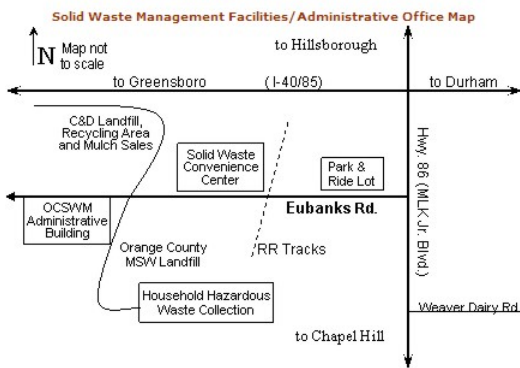 Solid Waste Management Facilities/Administrative Office Map
N
Map not
to scale
to Hillsborough
to Greensboro
(I-40/85)
to Durham
C&D Landfill,
Recycling Area
and Mulch Sales
Solid Waste
Convenience
Center
Park &
Ride Lot
Hwy. 86 (MLK Jr. Blvd.)
OCSWM
Administrative
Building
Eubanks Rd.
Orange County
MSW Landfill
RR Tracks
Household Hazardous
Waste Collection
Weaver Dairy Rd
to Chapel Hill